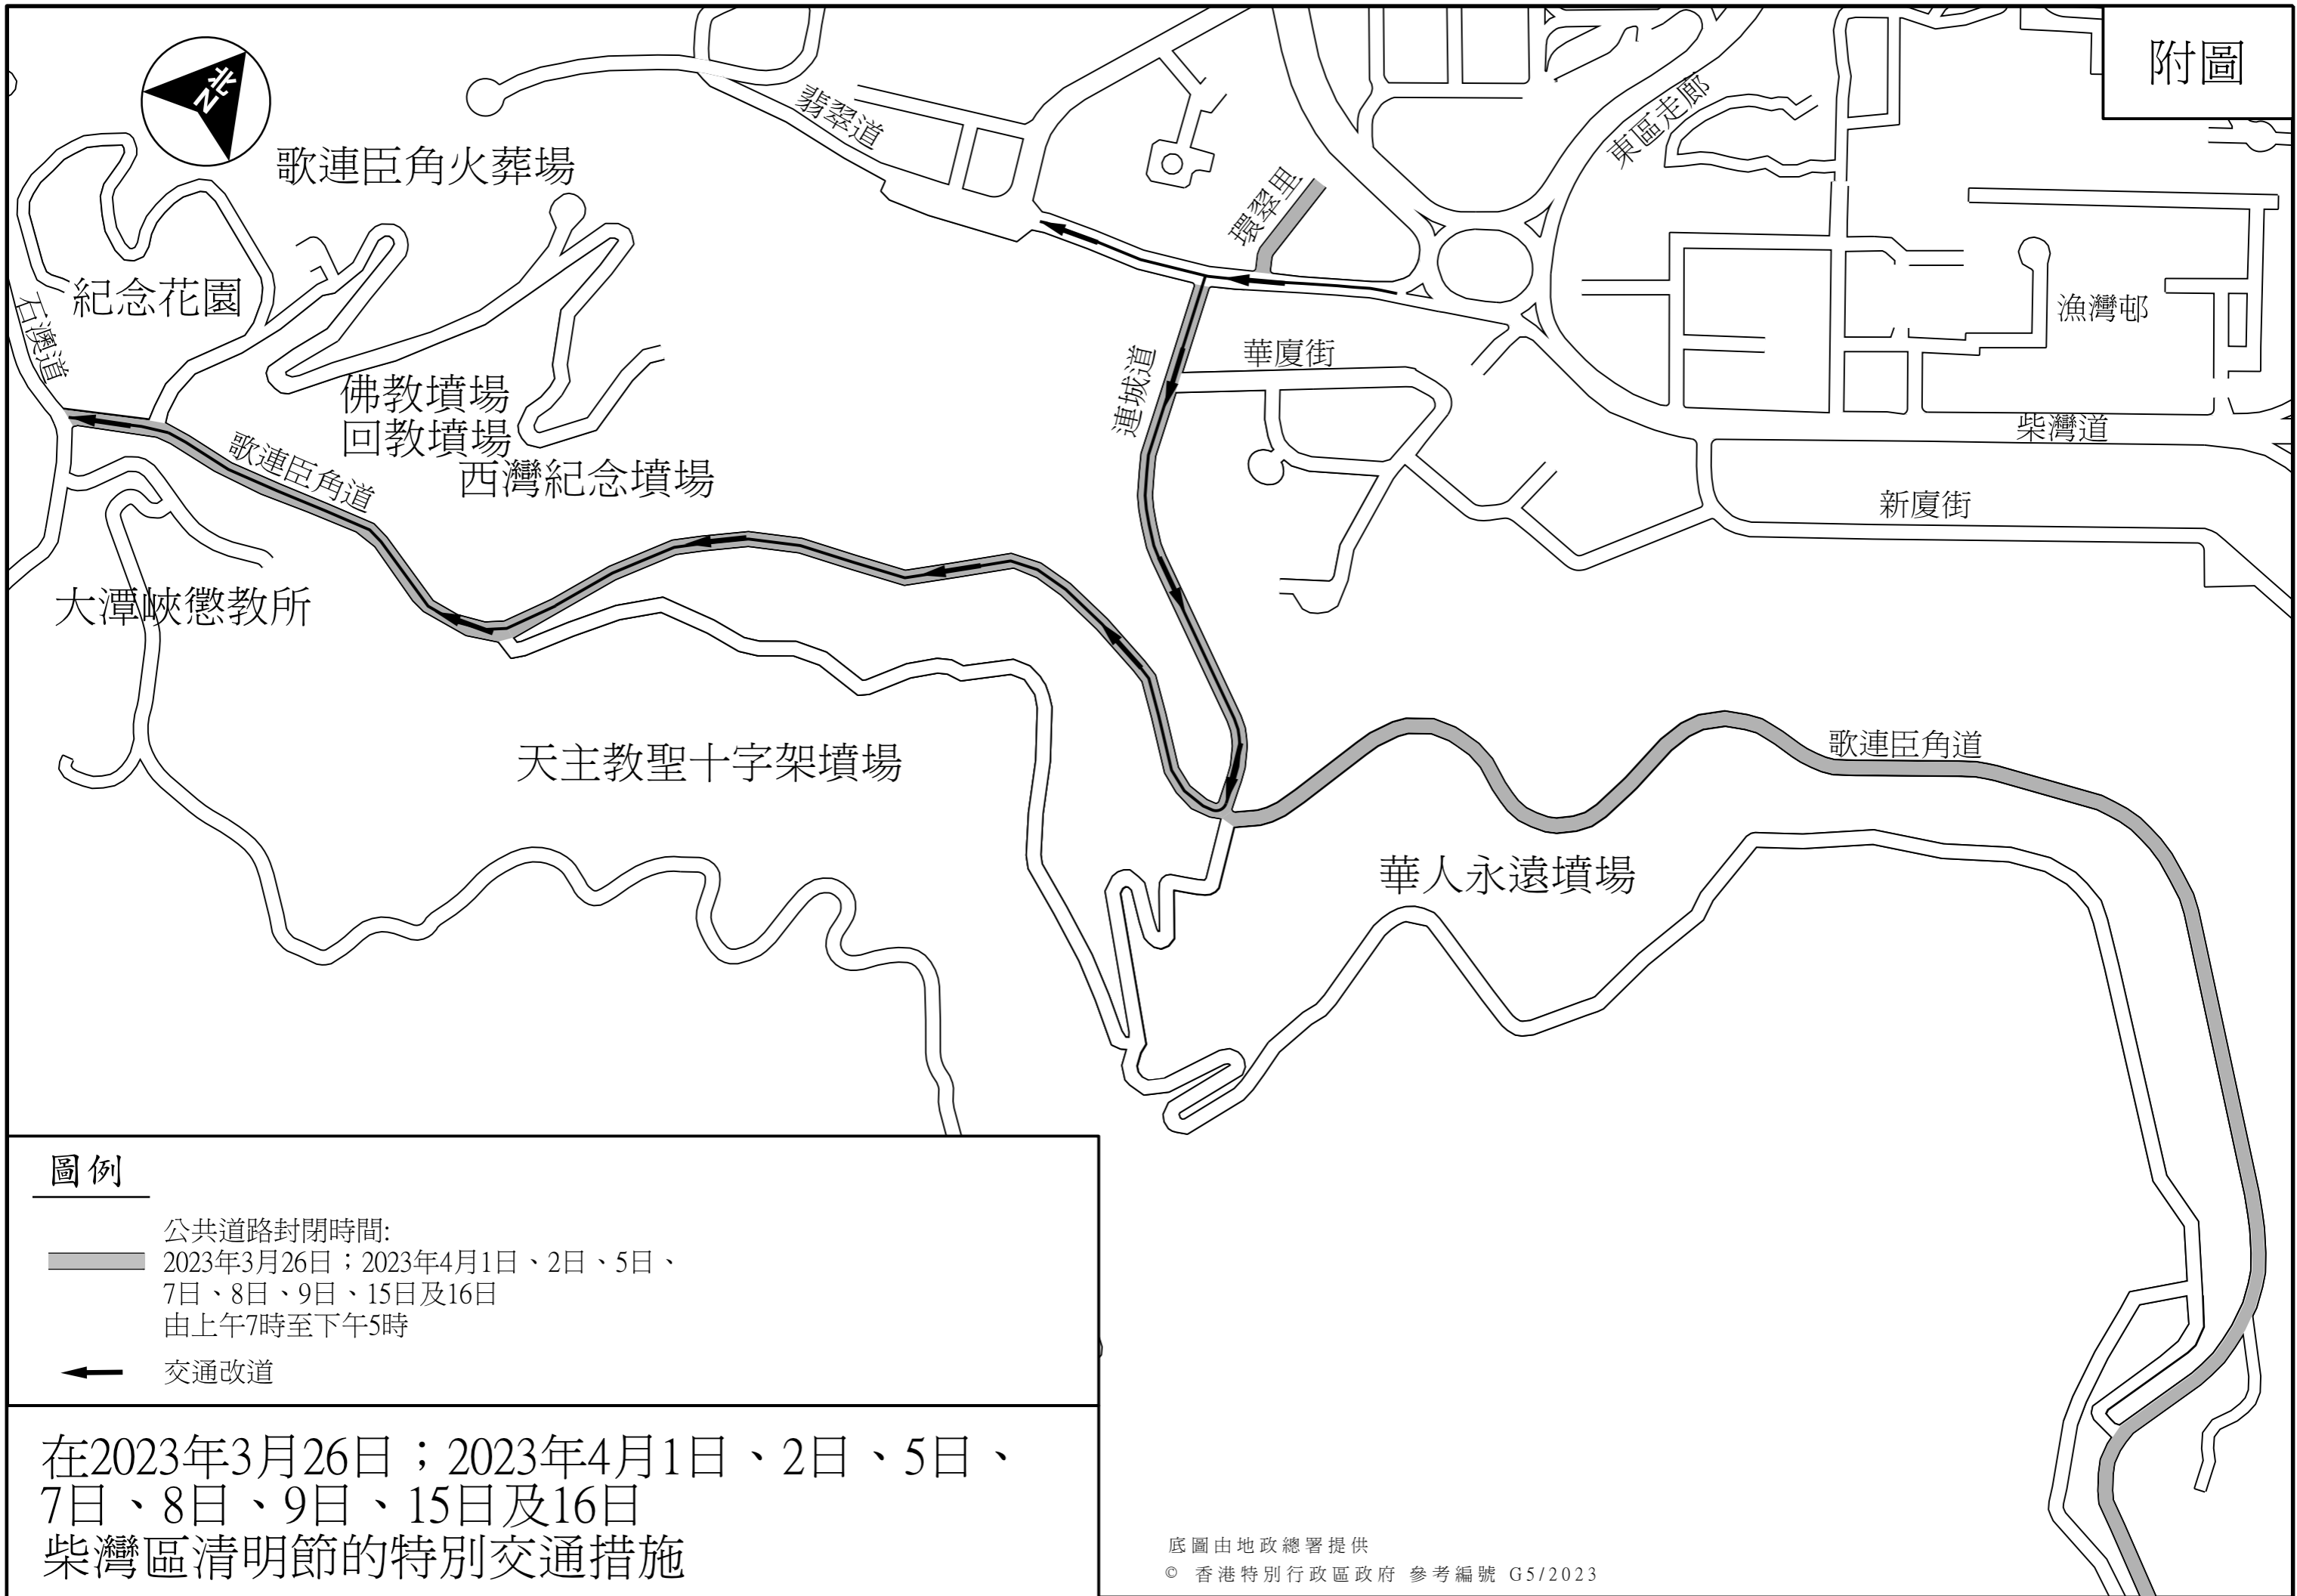 附圖
北
N
翡翠道
東區走廊
歌連臣角火葬場
環翠里
紀念花園
石澳道
漁灣邨
華廈街
連城道
佛教墳場
回教墳場
柴灣道
歌連臣角道
西灣紀念墳場
新廈街
大潭峽懲教所
天主教聖十字架墳場
歌連臣角道
華人永遠墳場
圖例
公共道路封閉時間:
2023年3月26日；2023年4月1日、2日、5日、
7日、8日、9日、15日及16日
由上午7時至下午5時
交通改道
在2023年3月26日；2023年4月1日、2日、5日、
7日、8日、9日、15日及16日
柴灣區清明節的特別交通措施
底圖由地政總署提供
© 香港特別行政區政府 參考編號 G5/2023